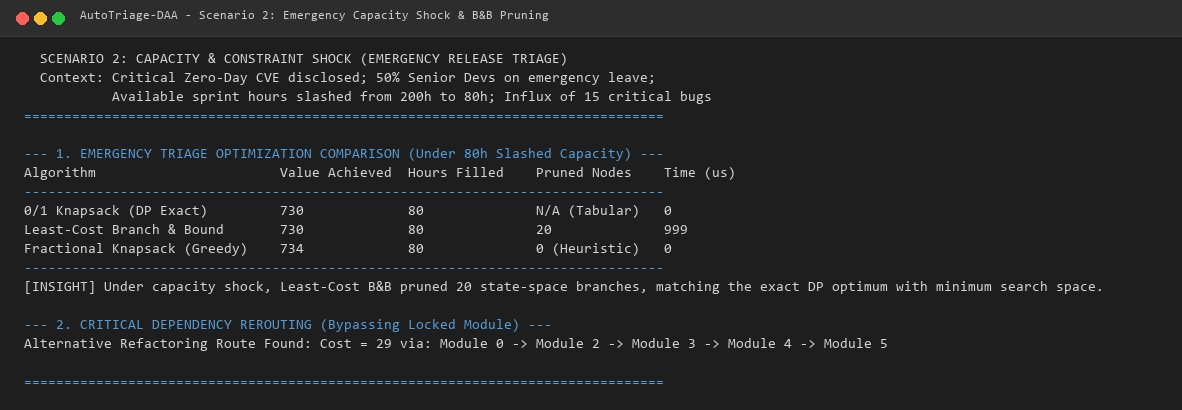 AutoTriage-DAA - Scenario 2: Emergency Capacity Shock & B&B Pruning
SCENARIO 2: CAPACITY & CONSTRAINT SHOCK (EMERGENCY RELEASE TRIAGE)
Context: Critical Zero-Day CVE disclosed; 50% Senior Devs on emergency leave;
Available sprint hours slashed from 200h to 80h; Influx of 15 critical bugs
================================================================================
--- 1. EMERGENCY TRIAGE OPTIMIZATION COMPARISON (Under 80h Slashed Capacity) ---
Algorithm                       Value Achieved  Hours Filled    Pruned Nodes    Time (us)
--------------------------------------------------------------------------------
0/1 Knapsack (DP Exact)         730             80              N/A (Tabular)   0
Least-Cost Branch & Bound       730             80              20              999
Fractional Knapsack (Greedy)    734             80              0 (Heuristic)   0
--------------------------------------------------------------------------------
[INSIGHT] Under capacity shock, Least-Cost B&B pruned 20 state-space branches, matching the exact DP optimum with minimum search space.
--- 2. CRITICAL DEPENDENCY REROUTING (Bypassing Locked Module) ---
Alternative Refactoring Route Found: Cost = 29 via: Module 0 -> Module 2 -> Module 3 -> Module 4 -> Module 5
================================================================================